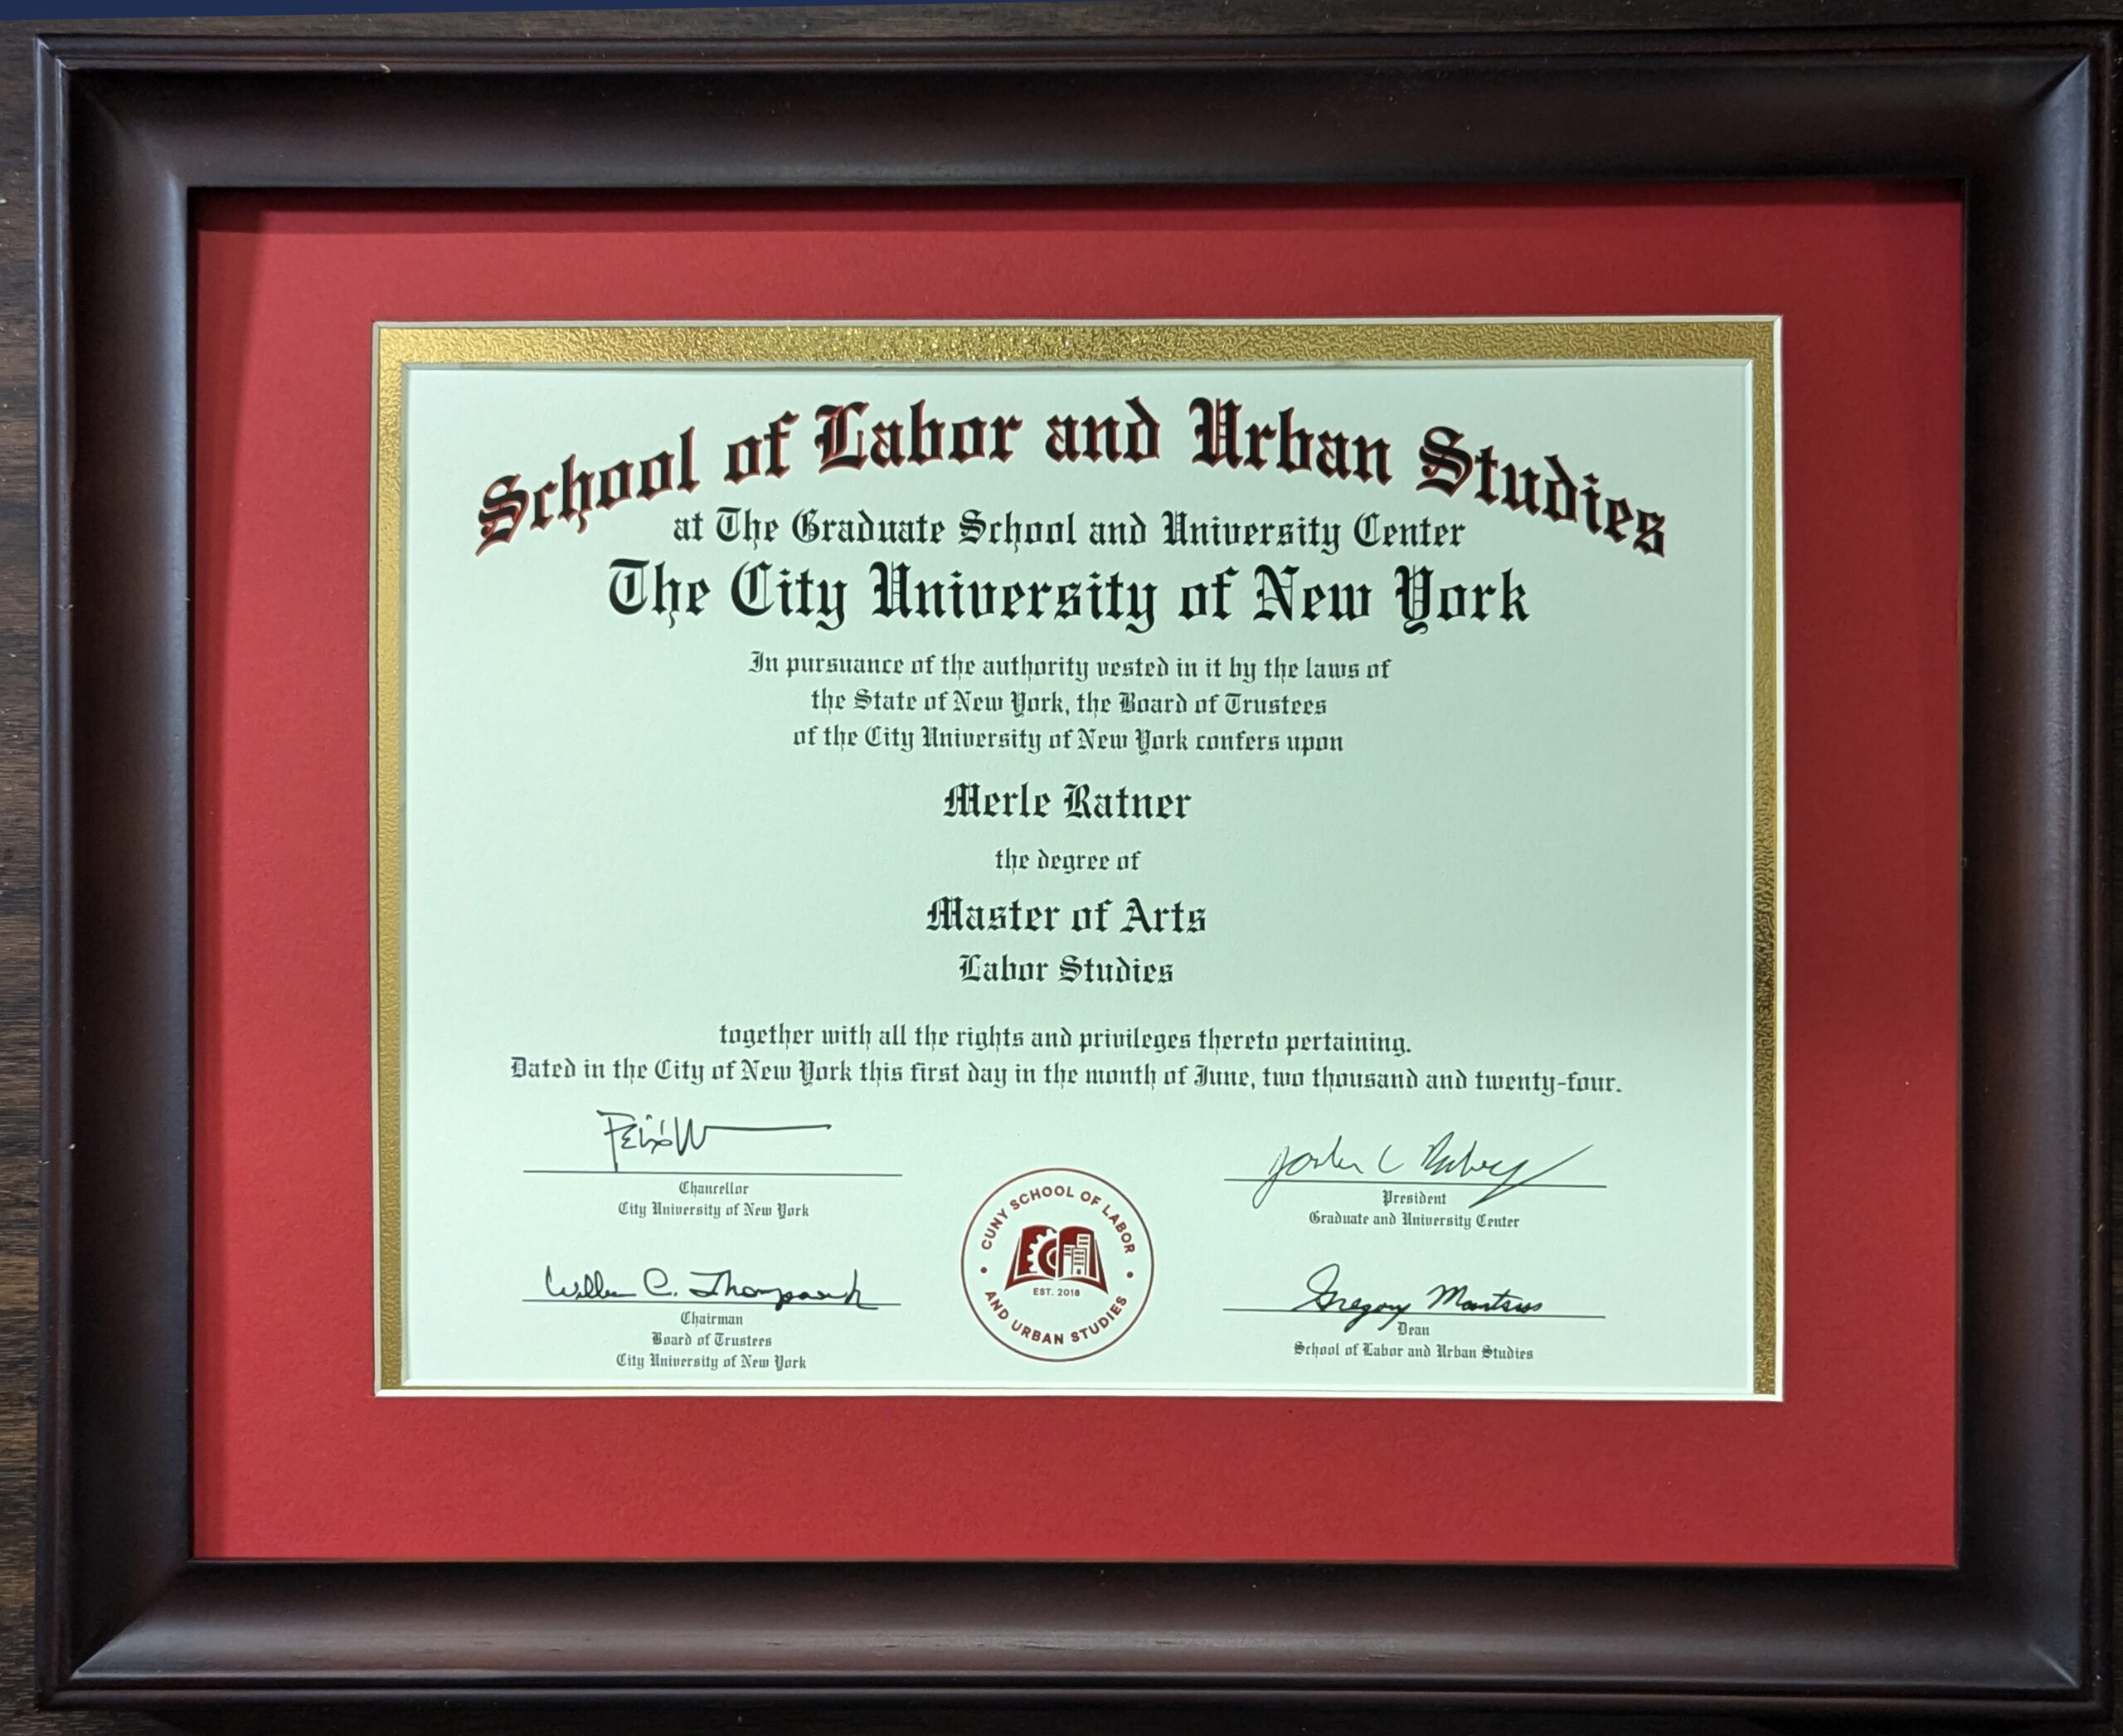 School of Labor and Urban Studies
at The Graduate School and University Center
The City University of New York
In pursuance of the authority vested in it by the laws of
the State of New York, the Board of Trustees
of the City University of New York confers upon
Merle Ratner
the degree of
Master of Arts
Labor Studies
together with all the rights and privileges thereto pertaining.
Dated in the City of New York this first day in the month of June, two thousand and twenty-four.
Chancellor
City University of New York
President
Graduate and University Center
William C. Thompson
Chairman
Board of Trustees
City University of New York
Gregory Mantsios
Dean
School of Labor and Urban Studies
CUNY SCHOOL OF LABOR
AND URBAN STUDIES
EST. 2018